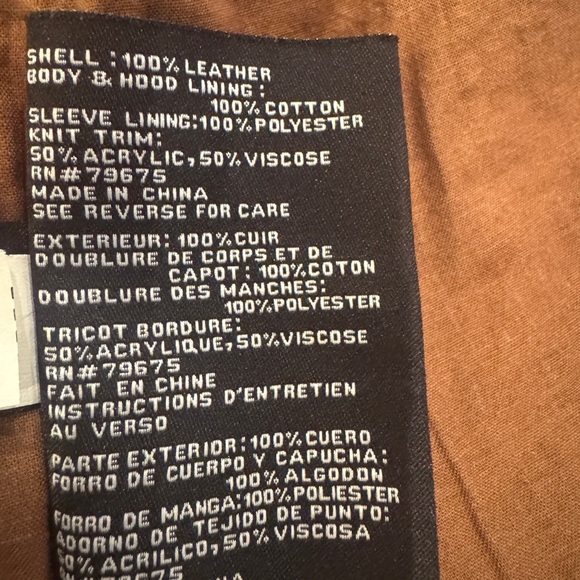 SHELL :100% LEATHER
BODY & HOOD LINING:
100% COTTON
SLEEVE LINING:100%POLYESTER
KNIT TRIM:
50% ACRYLIC,50%VISCOSE
RN# 79675
MADE IN CHINA
SEE REVERSE FOR CARE
EXTERIEUR: 100%CUIR
DOUBLURE DE CORPS ET DE
CAPOT: 100%COTON
DOUBLURE DES MANCHES:
100%POLYESTER
TRICOT BORDURE:
50%ACRYLIQUE,50%VISCOSE
RN#79675
FAIT EN CHINE
INSTRUCTIONS D'ENTRETIEN
AU VERSO
PARTE EXTERIOR:100%CUERO
FORRO DE CUERPO Y CAPUCHA:
100% ALGODON
FORRO DE MANGA:100%POLIESTER
ADORNO DE TEJIDO DE PUNTO:
50% ACRILICO,50% VISCOSA
RN#79675